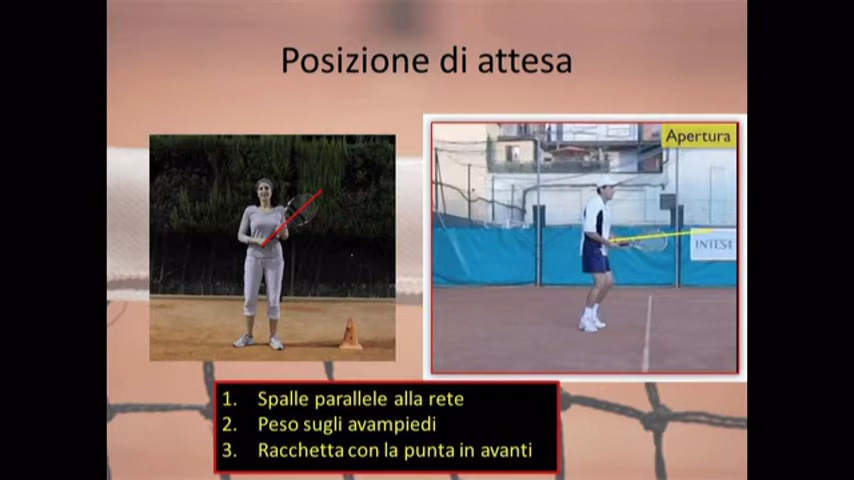 Posizione di attesa
Apertura
INTESA
1. Spalle parallele alla rete
2. Peso sugli avampiedi
3. Racchetta con la punta in avanti